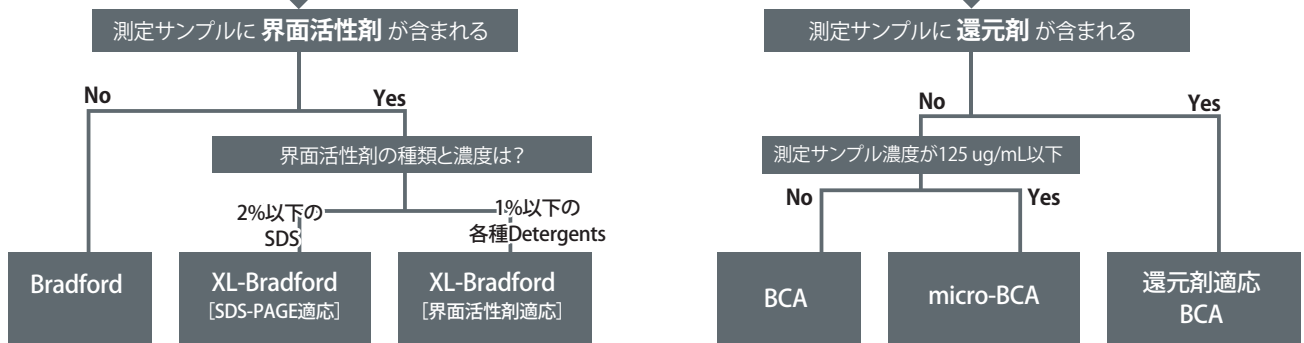 測定サンプルに 界面活性剤 が含まれる
No
Yes
界面活性剤の種類と濃度は？
2%以下の
SDS
1%以下の
各種Detergents
Bradford
XL-Bradford
［SDS-PAGE適応］
XL-Bradford
［界面活性剤適応］
測定サンプルに 還元剤 が含まれる
No
Yes
測定サンプル濃度が125 ug/mL以下
No
Yes
BCA
micro-BCA
還元剤適応
BCA